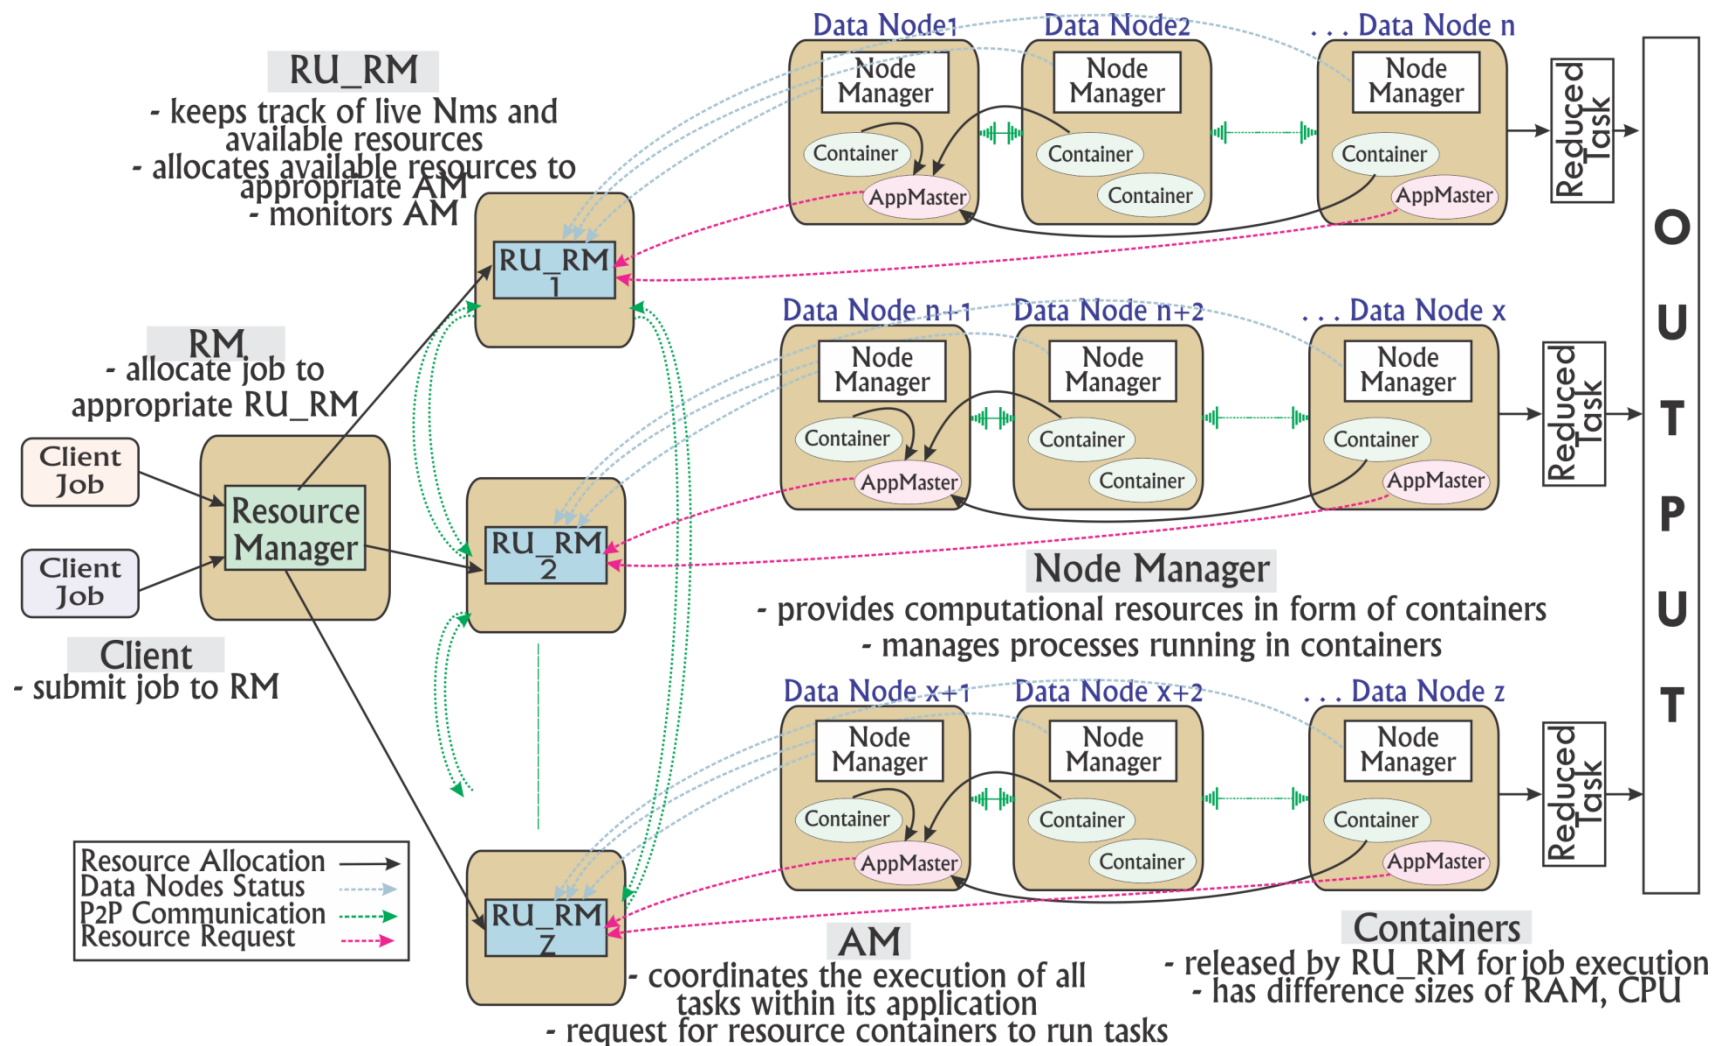 RU_RM
- keeps track of live Nms and
available resources
- allocates available resources to
appropriate AM
- monitors AM
RM
- allocate job to
appropriate RU_RM
Client
Job
Client
Job
Resource
Manager
Client
- submit job to RM
RU_RM
1
RU_RM
2
RU_RM
Z
Data Node1
Node
Manager
Container
AppMaster
Data Node2
Node
Manager
Container
Container
. . . Data Node n
Node
Manager
Container
AppMaster
Reduced
Task
Data Node n+1
Node
Manager
Container
AppMaster
Data Node n+2
Node
Manager
Container
Container
. . . Data Node x
Node
Manager
Container
AppMaster
Reduced
Task
Node Manager
- provides computational resources in form of containers
- manages processes running in containers
Data Node x+1
Node
Manager
Container
AppMaster
Data Node x+2
Node
Manager
Container
Container
. . . Data Node z
Node
Manager
Container
AppMaster
Reduced
Task
OUTPUT
Resource Allocation
Data Nodes Status
P2P Communication
Resource Request
AM
- coordinates the execution of all
tasks within its application
- request for resource containers to run tasks
Containers
- released by RU_RM for job execution
- has difference sizes of RAM, CPU